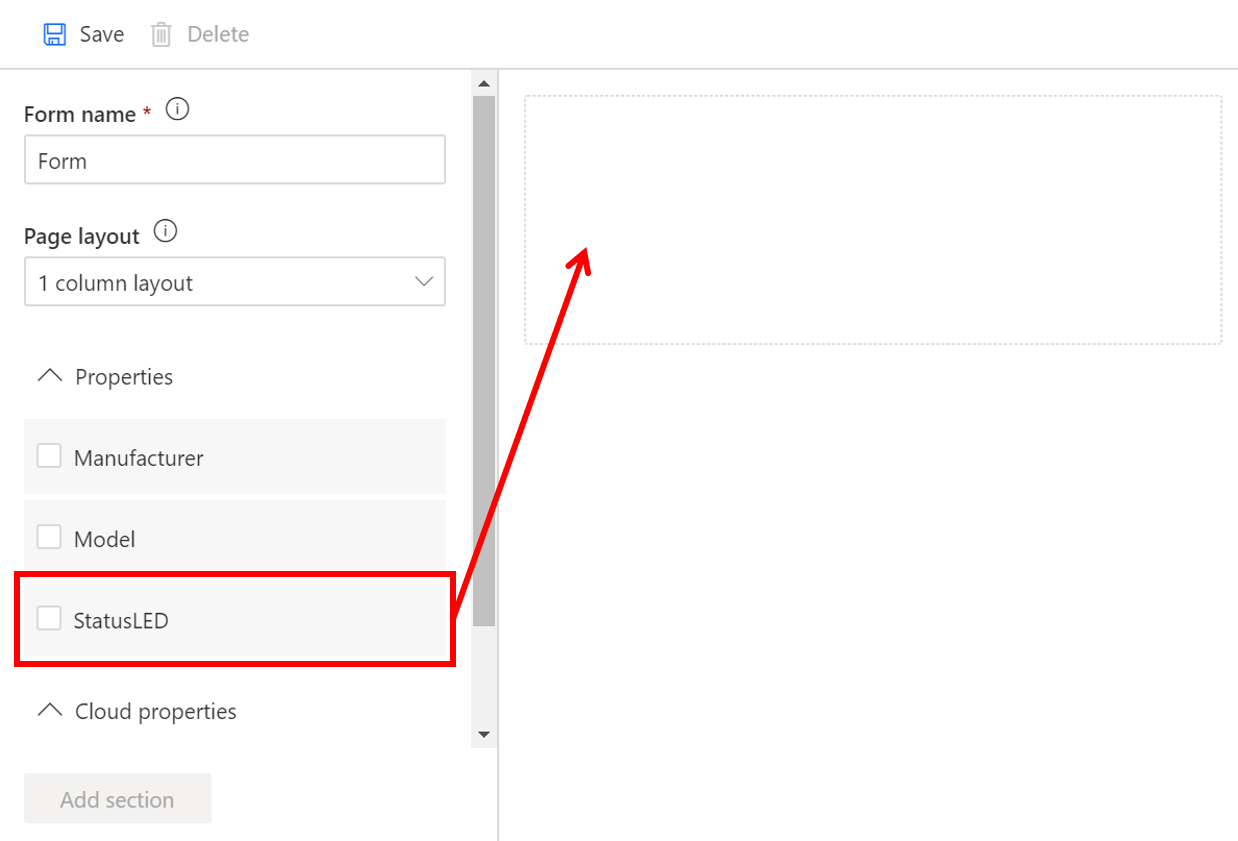 Save Delete
Form name *
Form
Page layout
1 column layout
Properties
Manufacturer
Model
StatusLED
Cloud properties
Add section